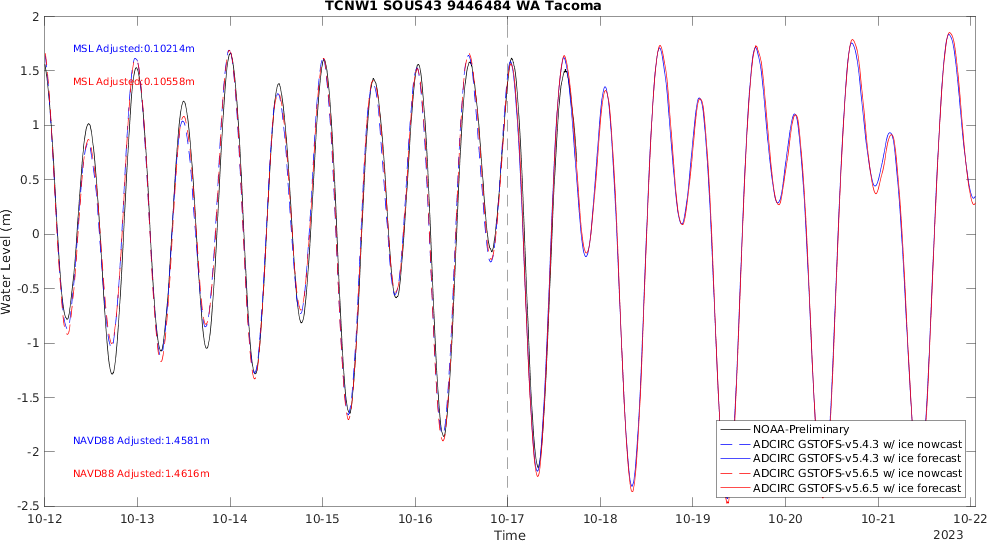 TCNW1 SOUS43 9446484 WA Tacoma
2
1.5
1
0.5
0
-0.5
-1
-1.5
-2
-2.5
Water Level (m)
MSL Adjusted:0.10214m
MSL Adjusted:0.10558m
NAVD88 Adjusted:1.4581m
NAVD88 Adjusted:1.4616m
NOAA-Preliminary
ADCIRC GSTOFS-v5.4.3 w/ ice nowcast
ADCIRC GSTOFS-v5.4.3 w/ ice forecast
ADCIRC GSTOFS-v5.6.5 w/ ice nowcast
ADCIRC GSTOFS-v5.6.5 w/ ice forecast
10-12 10-13 10-14 10-15 10-16 10-17 10-18 10-19 10-20 10-21 10-22
Time
2023